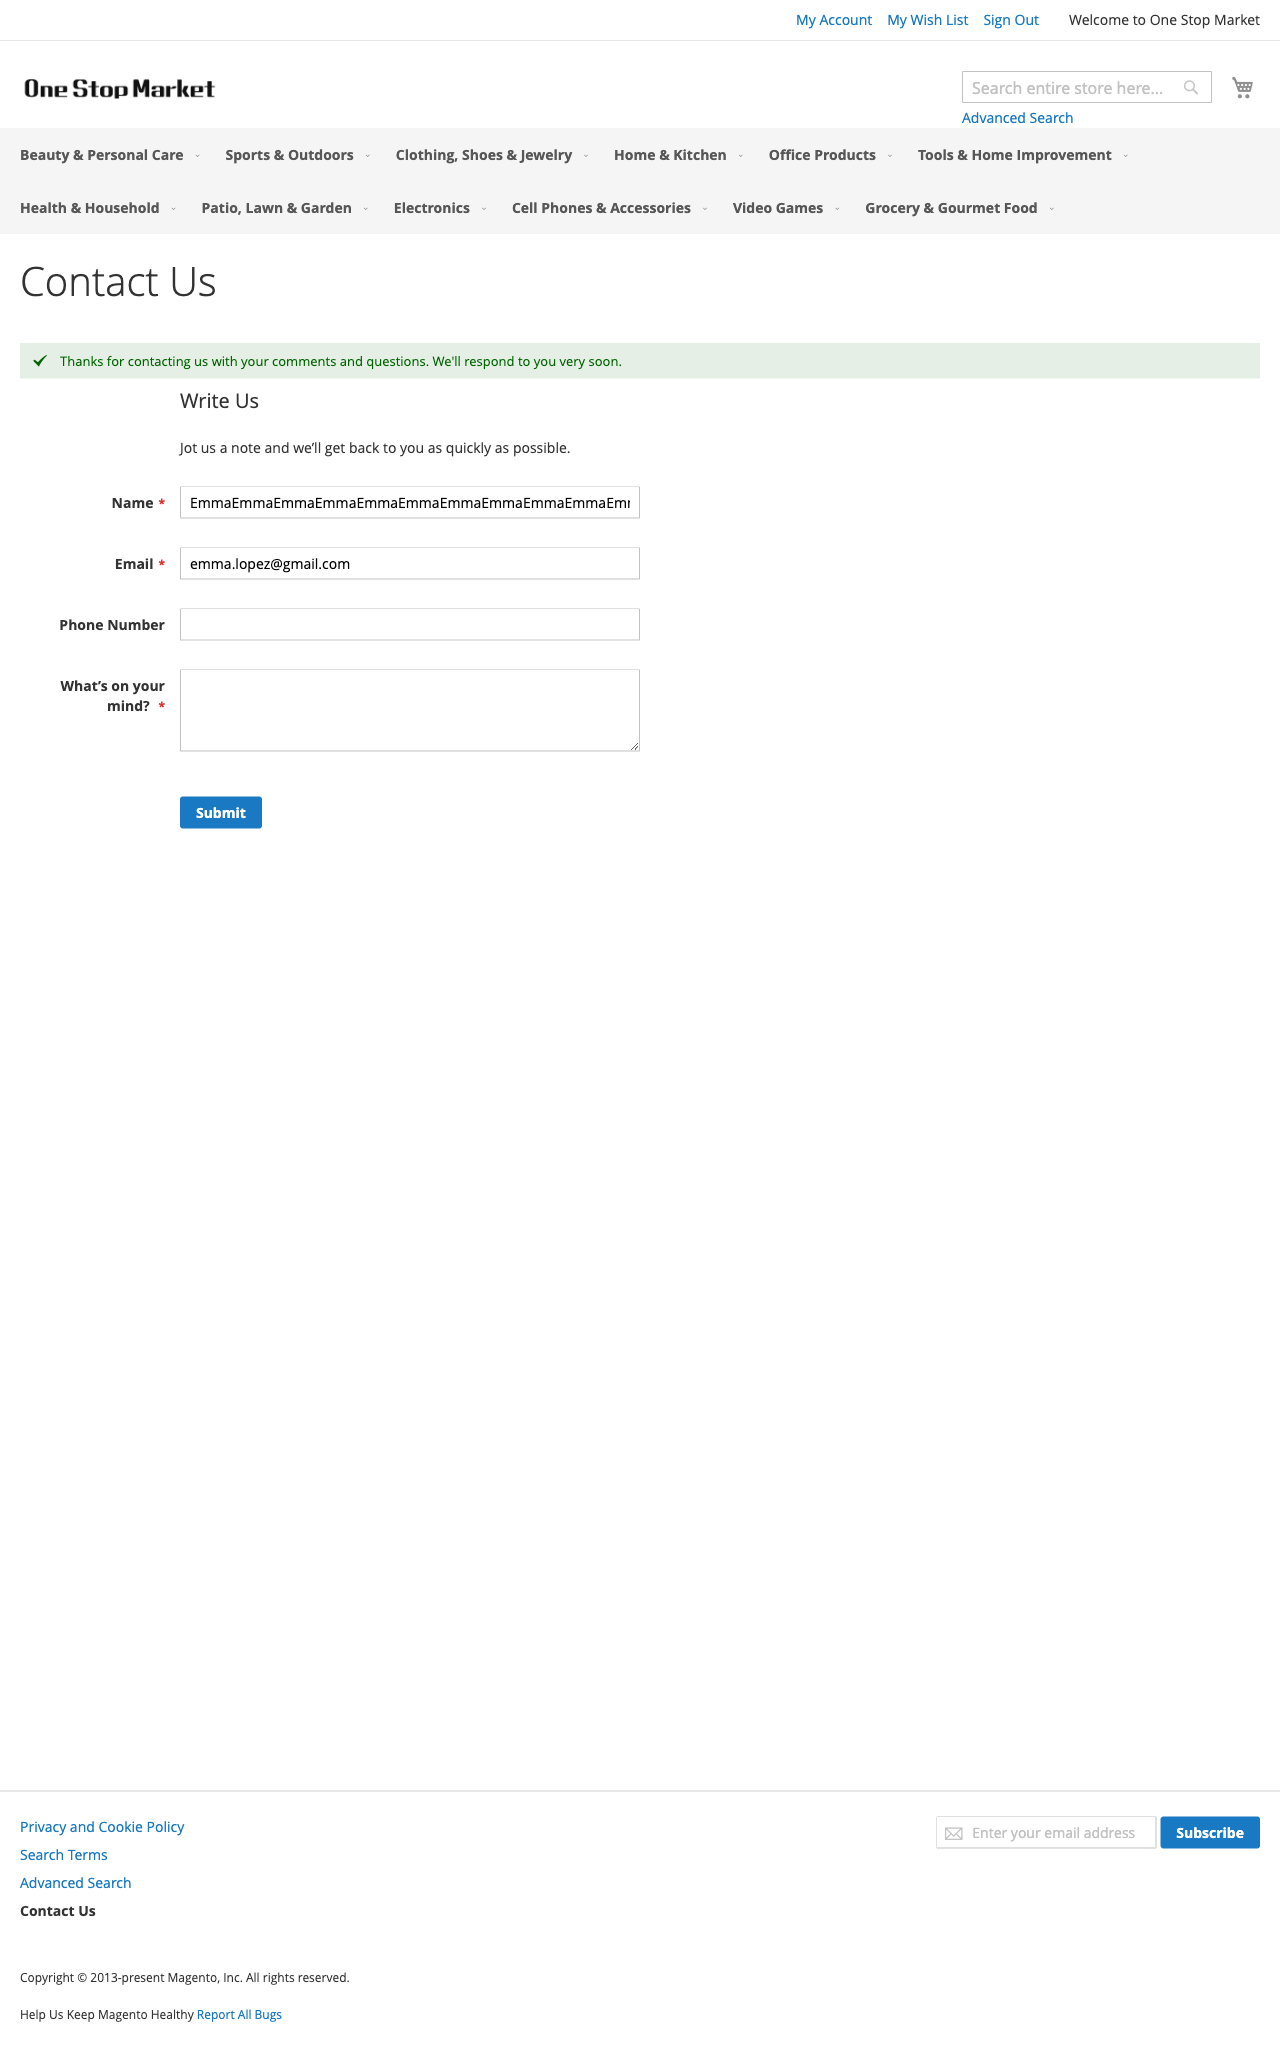 My Account My Wish List Sign Out Welcome to One Stop Market
One Stop Market
Search entire store here...
Advanced Search
Beauty & Personal Care Sports & Outdoors Clothing, Shoes & Jewelry Home & Kitchen Office Products Tools & Home Improvement
Health & Household Patio, Lawn & Garden Electronics Cell Phones & Accessories Video Games Grocery & Gourmet Food
Contact Us
Thanks for contacting us with your comments and questions. We'll respond to you very soon.
Write Us
Jot us a note and we’ll get back to you as quickly as possible.
Name * EmmaEmmaEmmaEmmaEmmaEmmaEmmaEmmaEmmaEmmaEm
Email * emma.lopez@gmail.com
Phone Number
What’s on your
mind? *
Submit
Privacy and Cookie Policy
Search Terms
Advanced Search
Contact Us
Enter your email address Subscribe
Copyright © 2013-present Magento, Inc. All rights reserved.
Help Us Keep Magento Healthy Report All Bugs